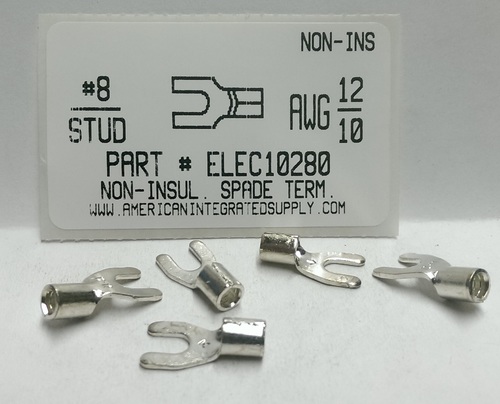 NON-INS
#8
STUD
AWG 12/10
PART # ELEC10280
NON-INSUL. SPADE TERM.
WWW.AMERICANINTEGRATEDSUPPLY.COM